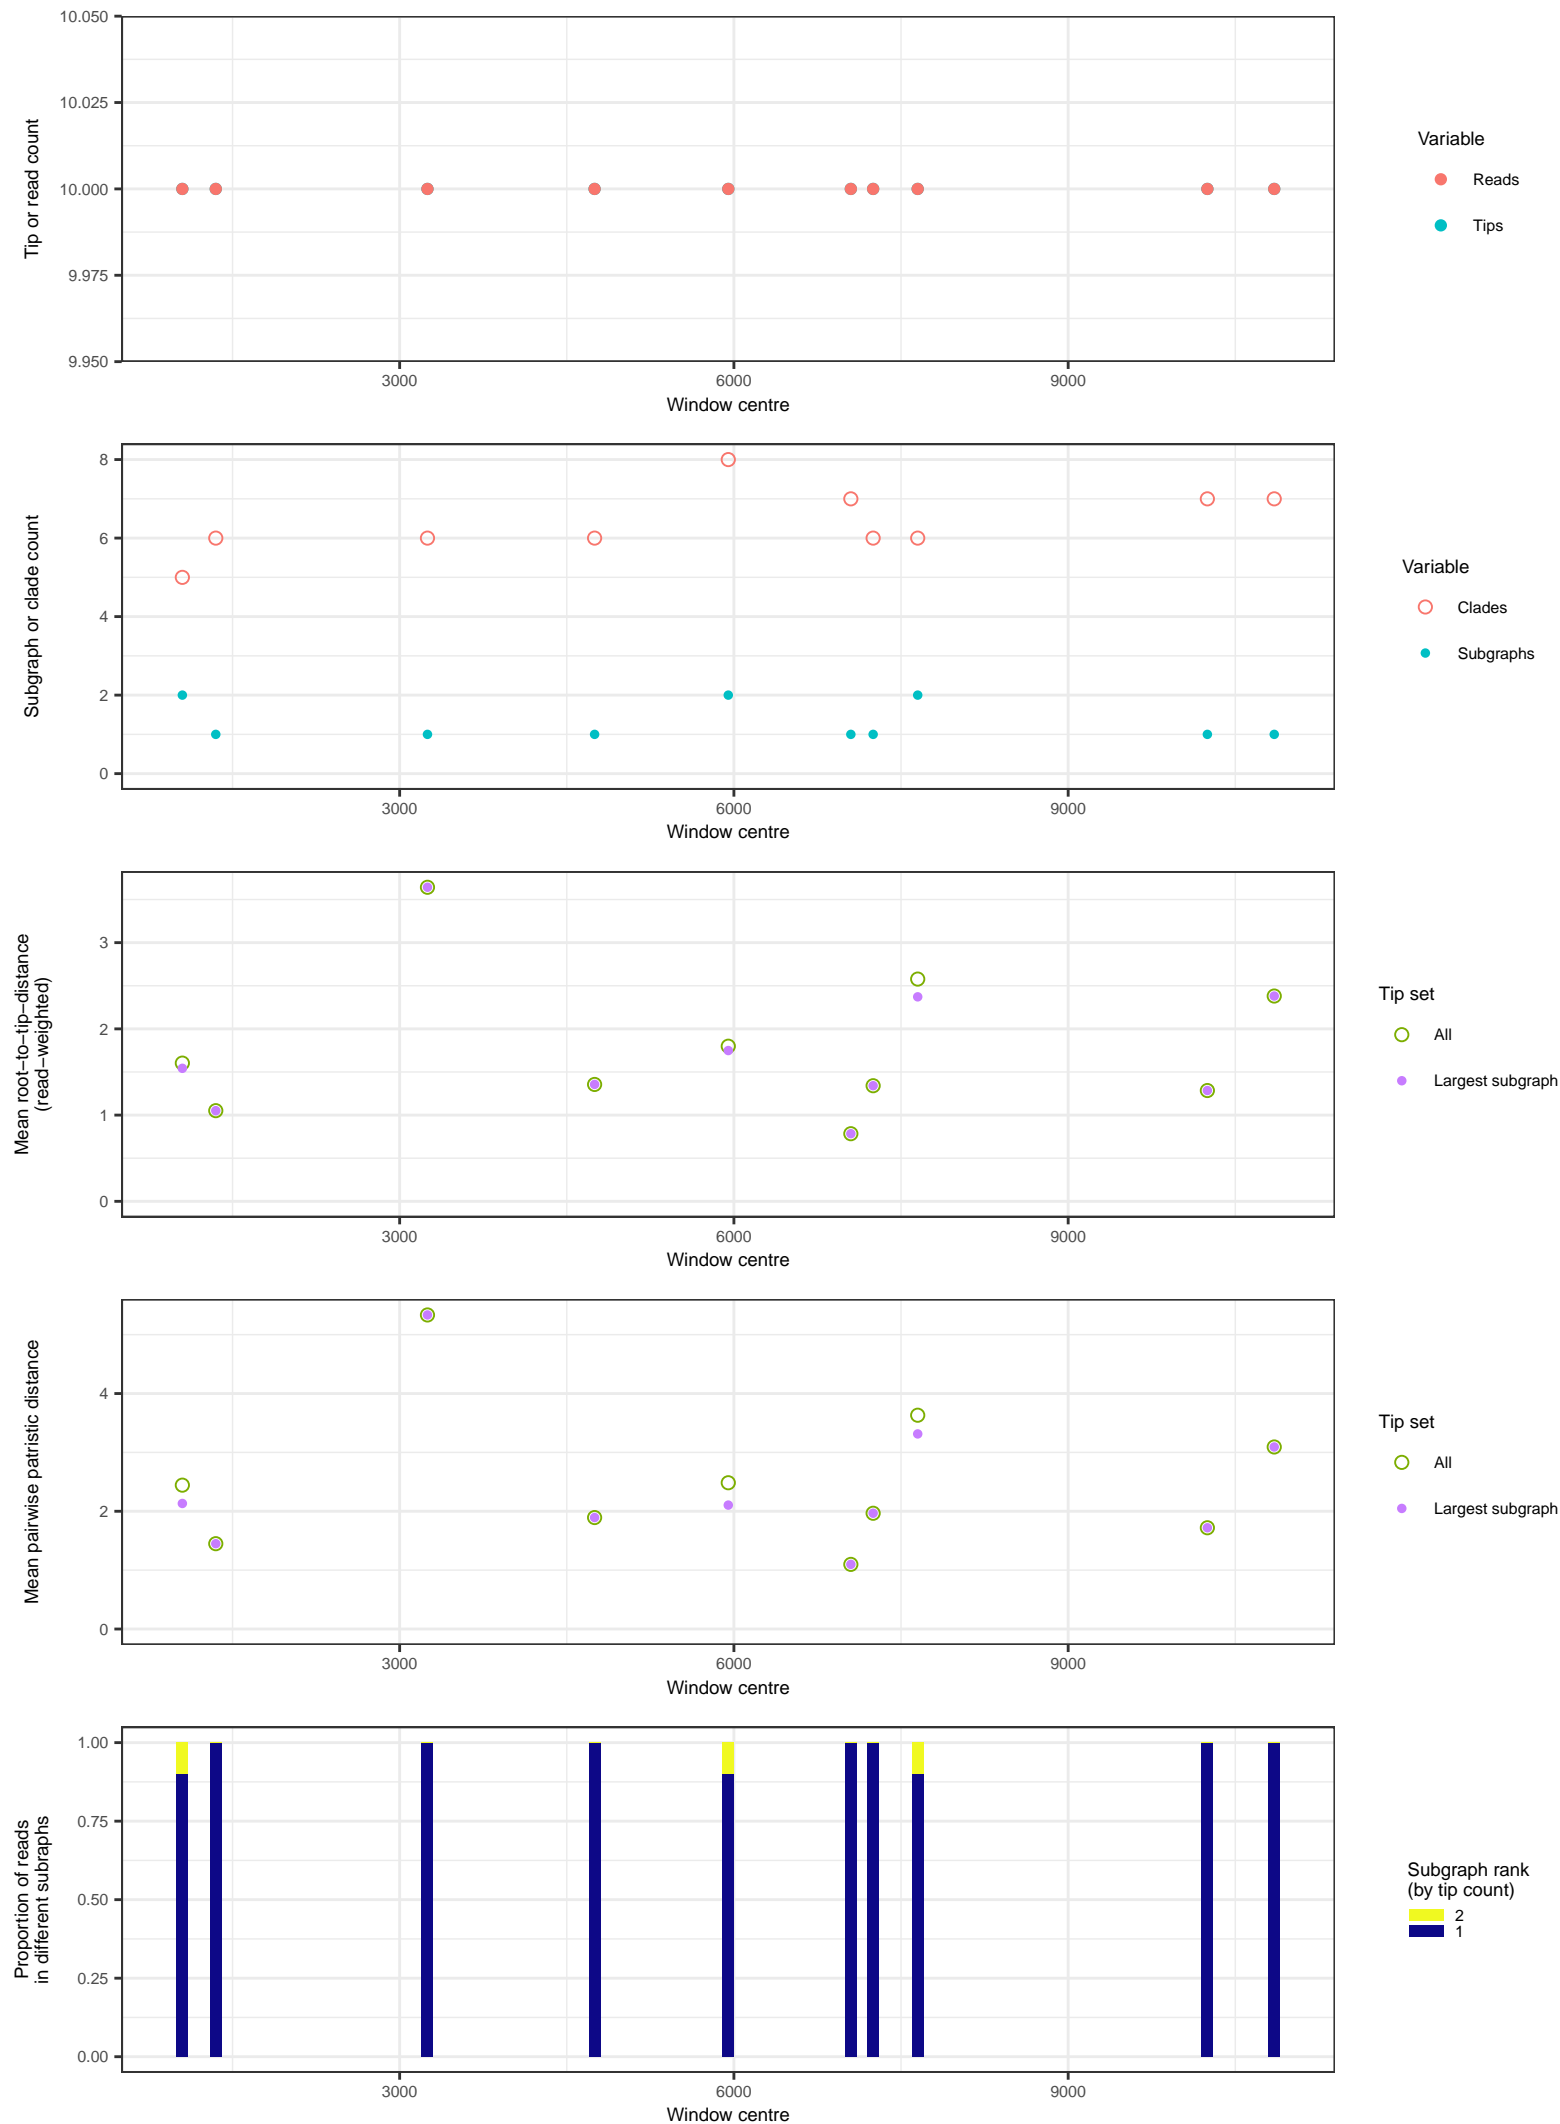 10.050
10.025
10.000
9.975
9.950
Tip or read count
3000 6000 9000
Window centre
Variable
Reads
Tips
8
6
4
2
0
Subgraph or clade count
3000 6000 9000
Window centre
Variable
Clades
Subgraphs
3
2
1
0
Mean root−to−tip−distance
(read−weighted)
3000 6000 9000
Window centre
Tip set
All
Largest subgraph
4
2
0
Mean pairwise patristic distance
3000 6000 9000
Window centre
Tip set
All
Largest subgraph
1.00
0.75
0.50
0.25
0.00
Proportion of reads
in different subraphs
3000 6000 9000
Window centre
Subgraph rank
(by tip count)
2
1